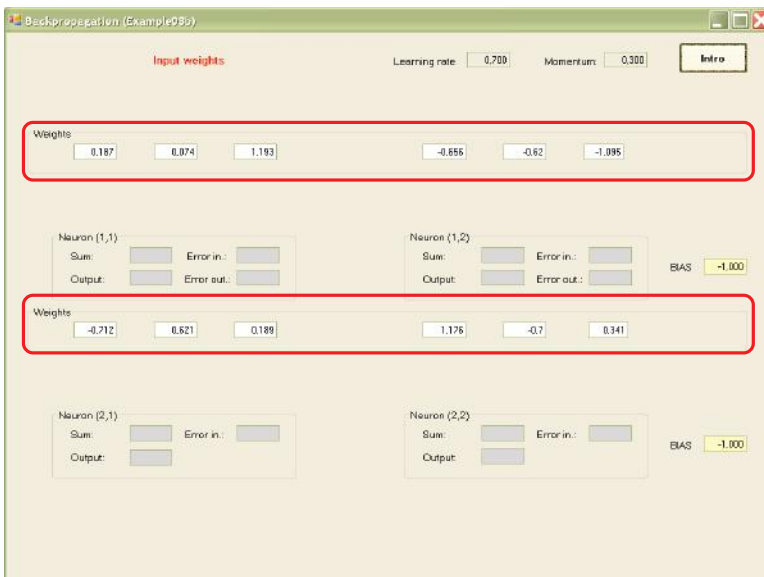 Backpropagation (Example08b)
Input weights Learning rate 0,700 Momentum: 0,300 Intro
Weights
0.187 0.074 1.193 -0.656 -0.62 -1.095
Neuron (1,1) Neuron (1,2)
Sum: Error in.: Sum: Error in.:
BIAS -1,000
Output: Error out.: Output: Error out.:
Weights
-0.712 0.621 0.189 1.176 -0.7 0.341
Neuron (2,1) Neuron (2,2)
Sum: Error in.: Sum: Error in.:
BIAS -1,000
Output: Output: